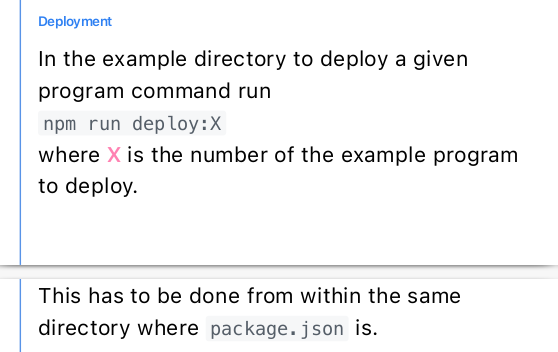 Deployment
In the example directory to deploy a given
program command run
npm run deploy:X
where X is the number of the example program
to deploy.
This has to be done from within the same
directory where package.json is.